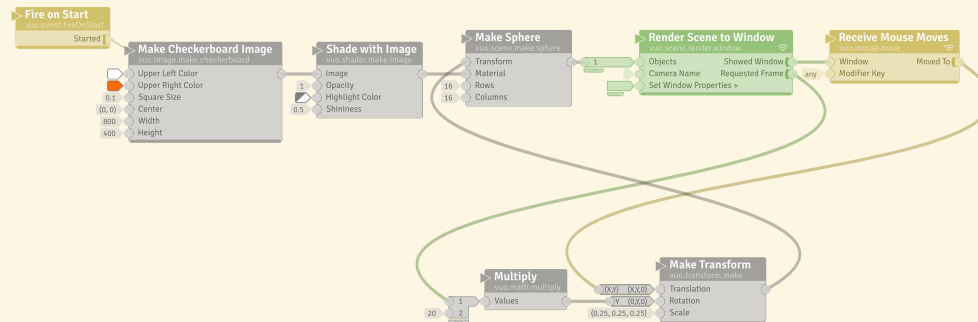 Fire on Start
vuo.event.fireOnStart
Started
Make Checkerboard Image
vuo.image.make.checkerboard
Upper Left Color
Upper Right Color
0.1 Square Size
(0, 0) Center
800 Width
400 Height
Shade with Image
vuo.shader.make.image
Image
1 Opacity
Highlight Color
0.5 Shininess
Make Sphere
vuo.scene.make.sphere
Transform
Material
16 Rows
16 Columns
Render Scene to Window
vuo.scene.render.window
1 Objects Showed Window
Camera Name Requested Frame
Set Window Properties
Receive Mouse Moves
vuo.mouse.move
Window Moved To
any Modifier Key
Multiply
vuo.math.multiply
1 Values
20 2
Make Transform
vuo.transform.make
(X,Y) (X,Y,0) Translation
Y (0,Y,0) Rotation
(0.25, 0.25, 0.25) Scale